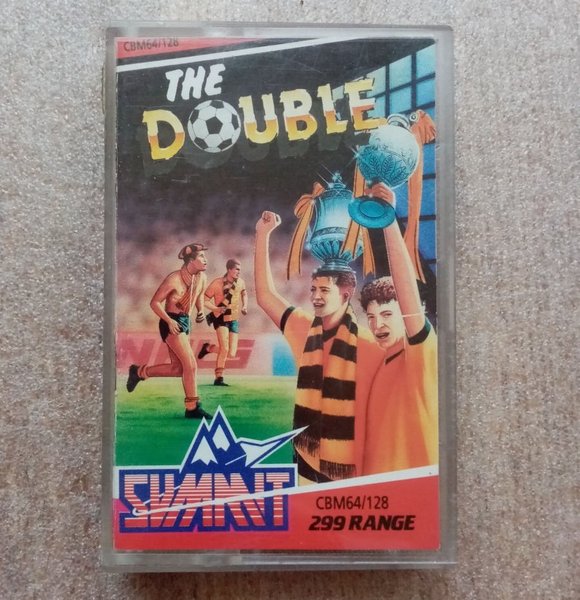 CBM64/128
THE
DOUBLE
SUMMIT
CBM64/128
299 RANGE